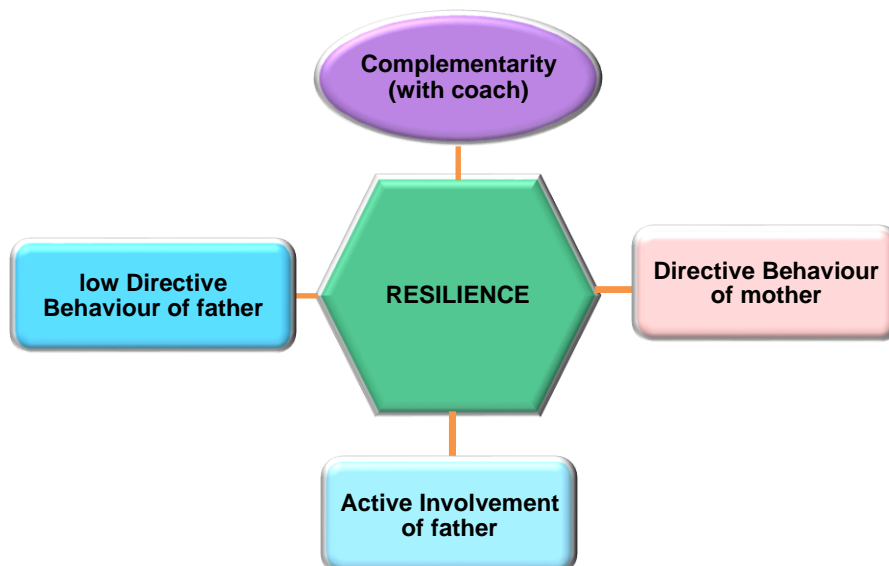 Complementarity
(with coach)
low Directive
Behaviour of father
RESILIENCE
Directive Behaviour
of mother
Active Involvement
of father